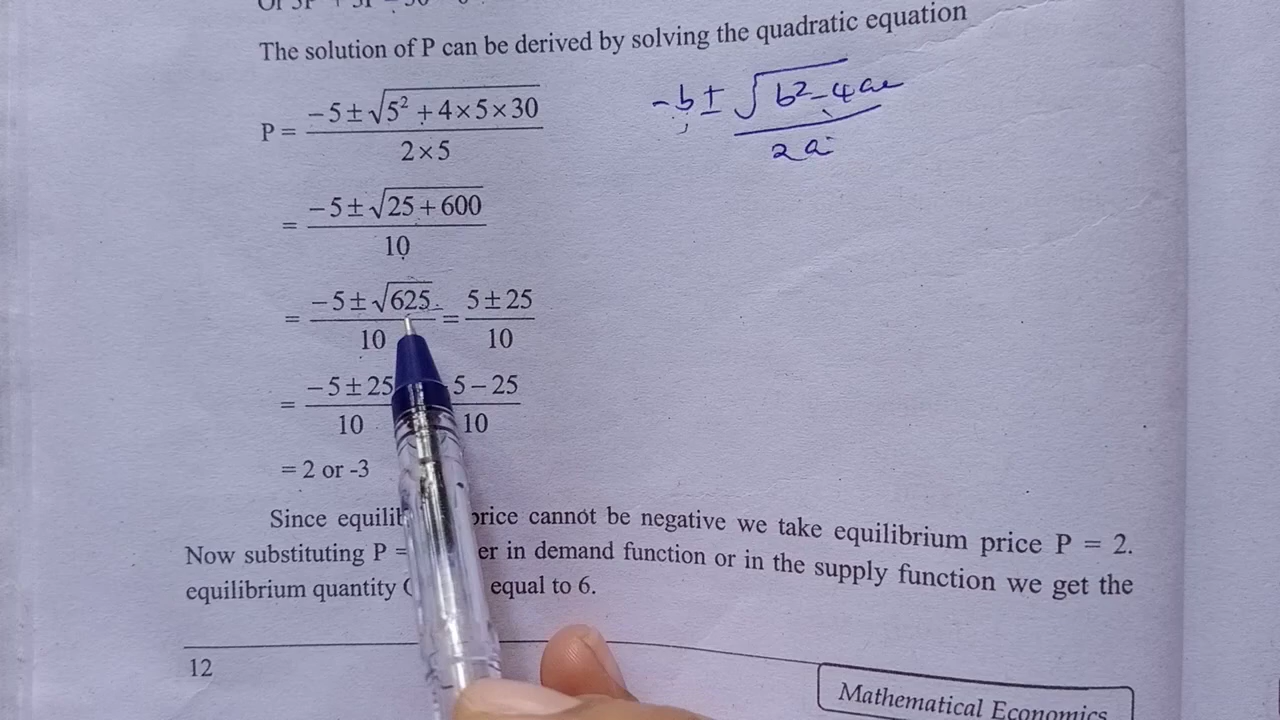 The solution of P can be derived by solving the quadratic equation
P = (-5 ± √(5² + 4 × 5 × 30)) / (2 × 5)
-b ± √(b² - 4ac) / 2a
= (-5 ± √(25 + 600)) / 10
= (-5 ± √625) / 10 = (5 ± 25) / 10
= (-5 ± 25) / 10 5 - 25 / 10
= 2 or -3
Since price cannot be negative we take equilibrium price P = 2.
Now substituting P = in demand function or in the supply function we get the
equilibrium quantity equal to 6.
12
Mathematical Economics